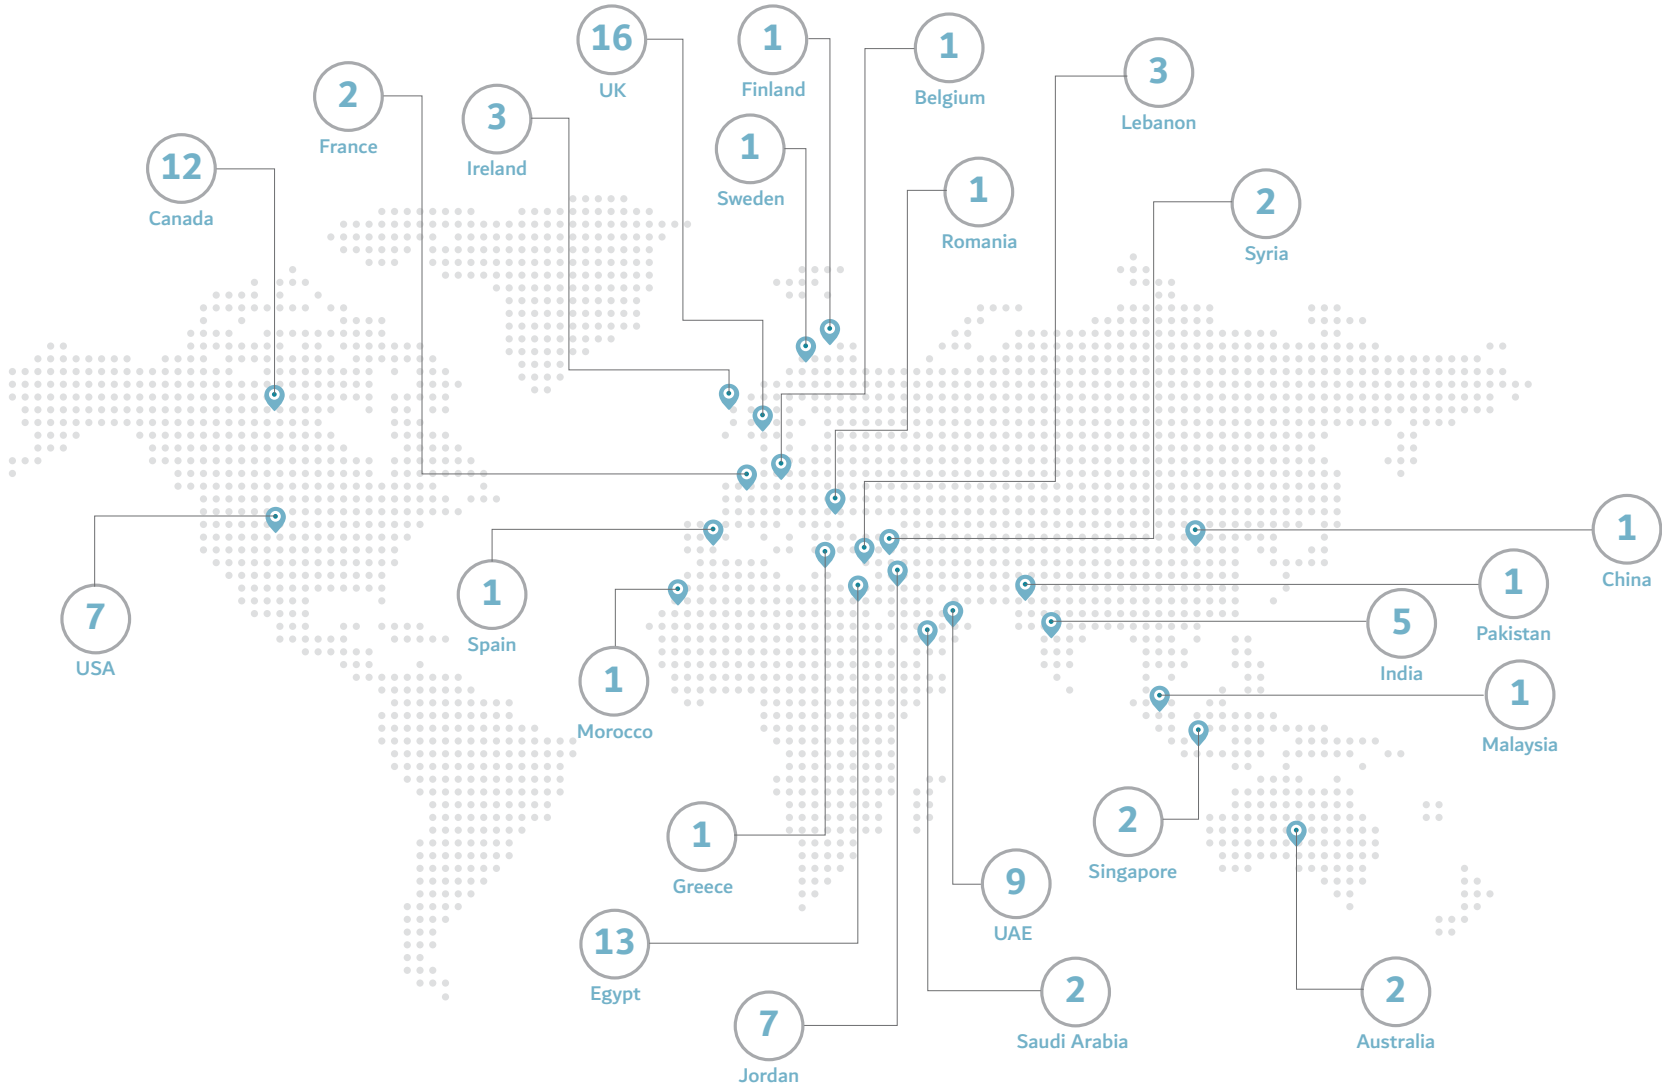 16
UK
1
Finland
1
Belgium
3
Lebanon
2
France
3
Ireland
1
Sweden
12
Canada
1
Romania
2
Syria
1
China
1
Pakistan
5
India
7
USA
1
Spain
1
Morocco
1
Malaysia
1
Greece
2
Singapore
9
UAE
13
Egypt
2
Saudi Arabia
2
Australia
7
Jordan